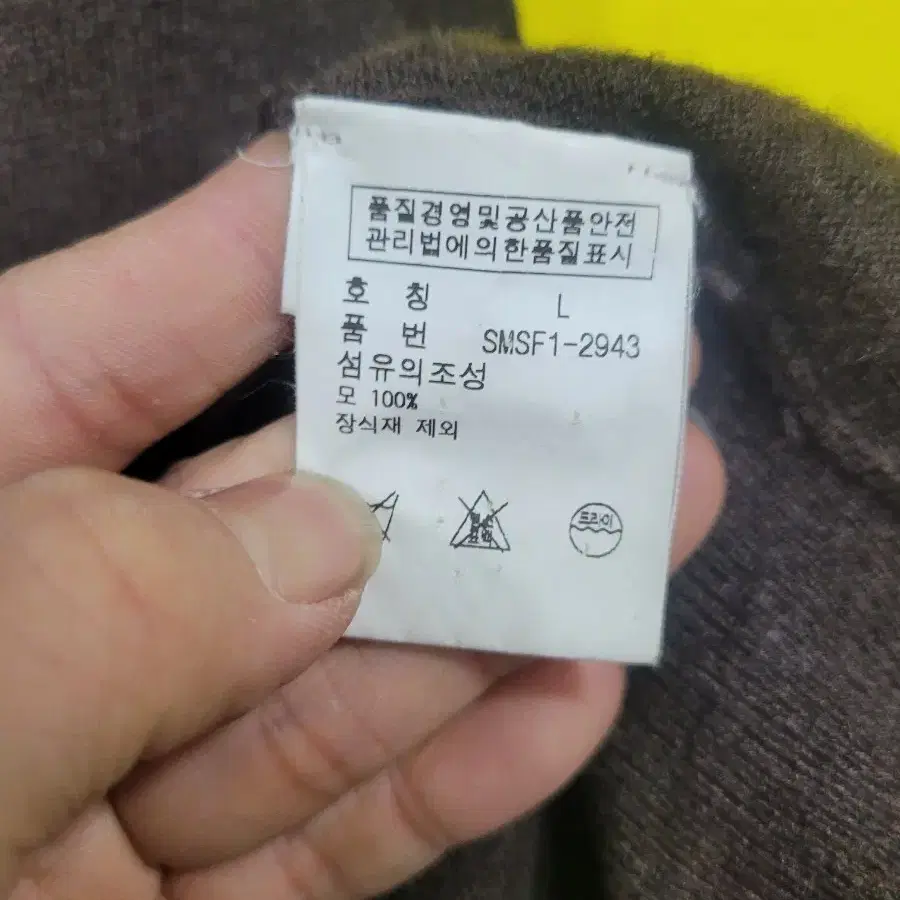 품질경영및공산품안전
관리법에의한품질표시
호 칭 L
품 번 SMSF1-2943
섬유의조성
모 100%
장식재 제외
드라이